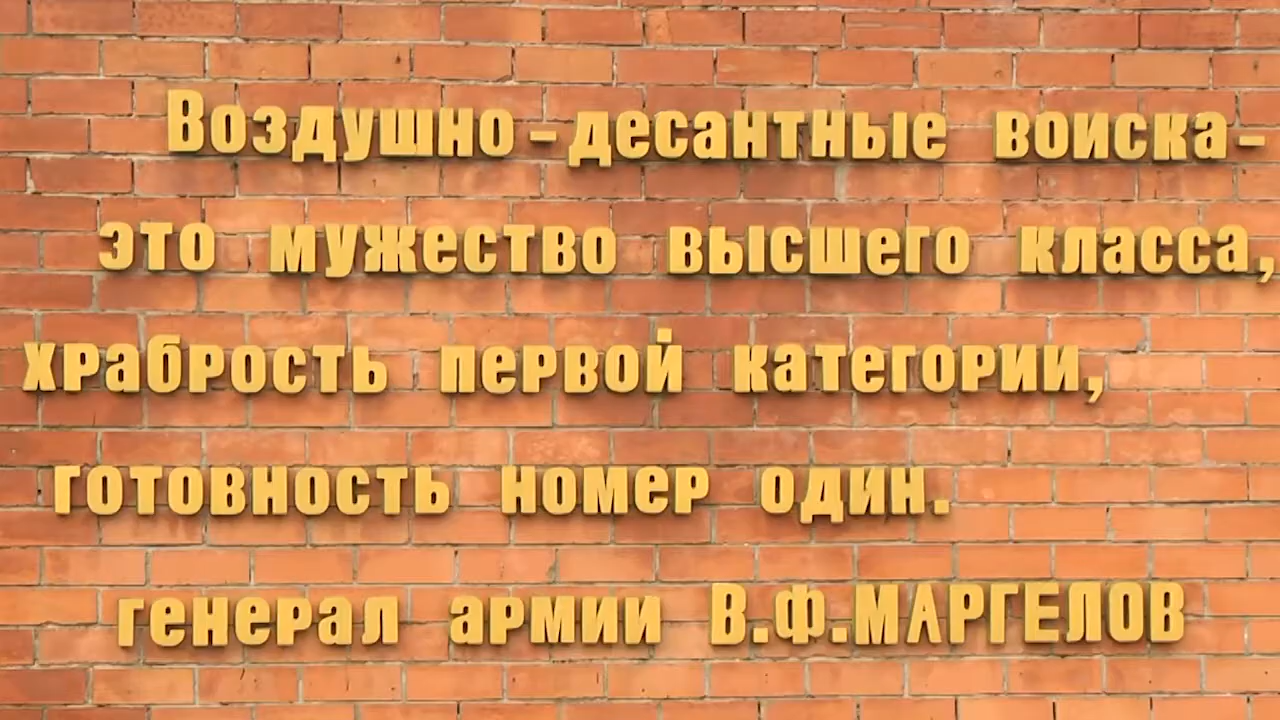 Воздушно-десантные воиска-
это мужество высшего класса,
храбрость первой категории,
готовность номер один.
генерал армии В.Ф.МАРГЕЛОВ